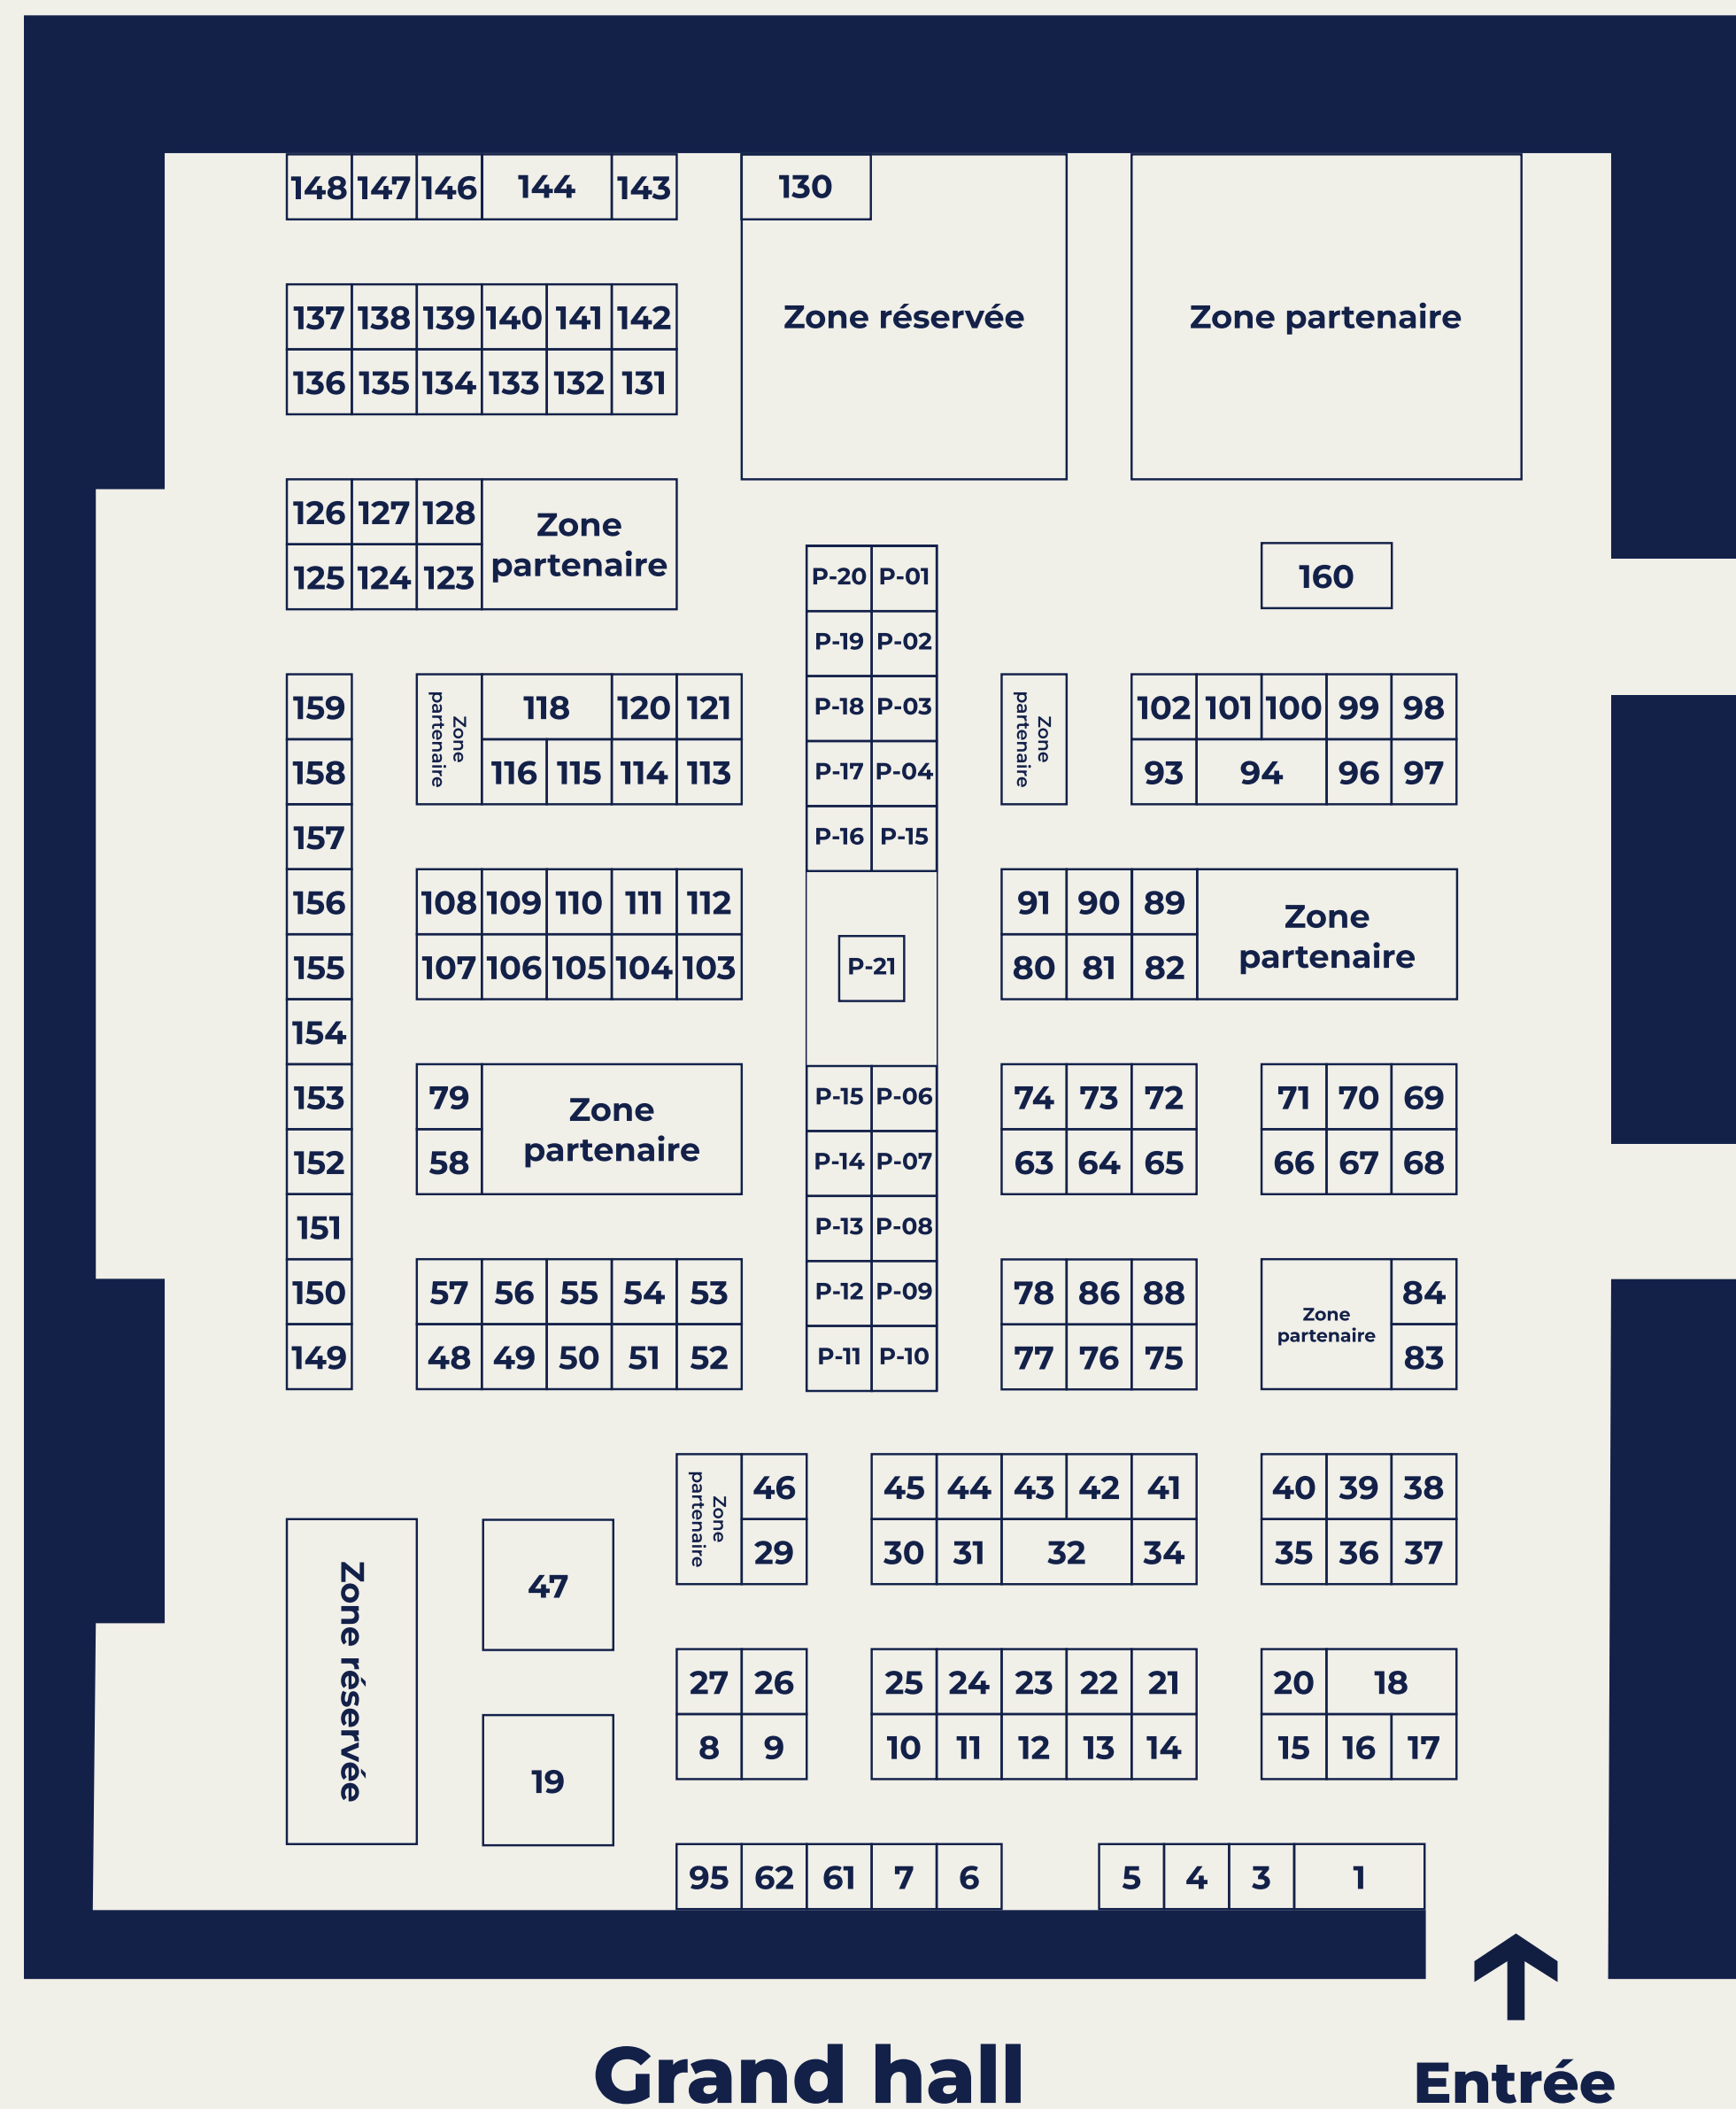 148 147 146 144 143 130
137 138 139 140 141 142 Zone réservée Zone partenaire
136 135 134 133 132 131
126 127 128 Zone
125 124 123 partenaire
P-20 P-01 160
P-19 P-02
159 Zone 118 120 121 P-18 P-03 Zone 102 101 100 99 98
158 partenaire 116 115 114 113 P-17 P-04 partenaire 93 94 96 97
157 P-16 P-15
156 108 109 110 111 112 91 90 89 Zone
155 107 106 105 104 103 P-21 80 81 82 partenaire
154
153 79 Zone P-15 P-06 74 73 72 71 70 69
152 58 partenaire P-14 P-07 63 64 65 66 67 68
151 P-13 P-08
150 57 56 55 54 53 P-12 P-09 78 86 88 Zone 84
149 48 49 50 51 52 P-11 P-10 77 76 75 partenaire 83
Zone 46 45 44 43 42 41 40 39 38
partenaire 29 30 31 32 34 35 36 37
47
Zone réservée
27 26 25 24 23 22 21 20 18
8 9 10 11 12 13 14 15 16 17
19
95 62 61 7 6 5 4 3 1
Grand hall Entrée